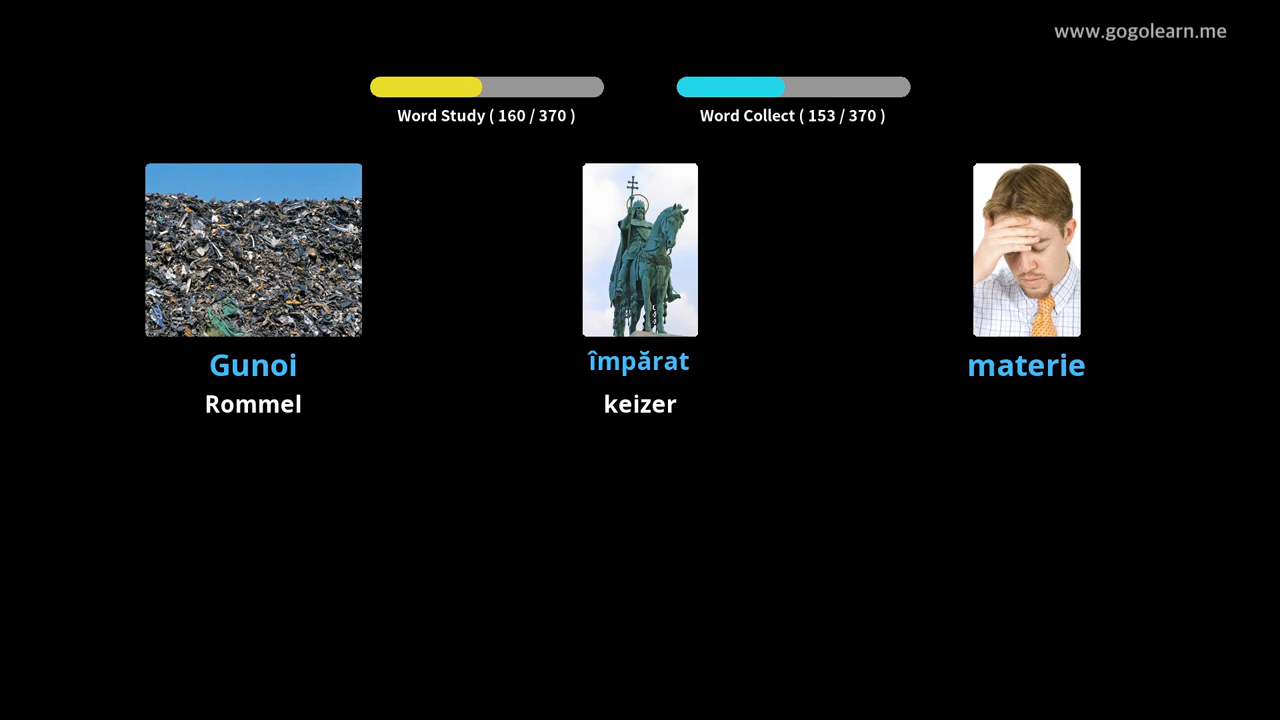 www.gogolearn.me
Word Study ( 160 / 370 )
Word Collect ( 153 / 370 )
Gunoi
Rommel
împărat
keizer
materie